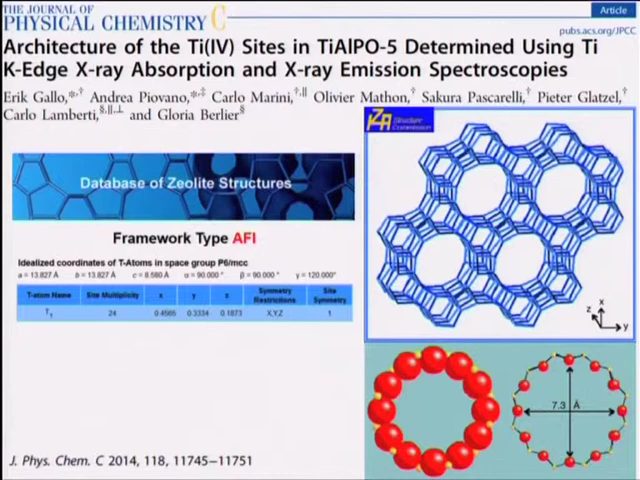 THE JOURNAL OF
PHYSICAL CHEMISTRY C
Article
pubs.acs.org/JPCC
Architecture of the Ti(IV) Sites in TiAlPO-5 Determined Using Ti
K-Edge X-ray Absorption and X-ray Emission Spectroscopies
Erik Gallo,*,† Andrea Piovano,*,‡ Carlo Marini,†,|| Olivier Mathon,† Sakura Pascarelli,† Pieter Glatzel,†
Carlo Lamberti,§,||,⊥ and Gloria Berlier§
IZA Structure
Commission
Database of Zeolite Structures
Framework Type AFI
Idealized coordinates of T-Atoms in space group P6/mcc
a = 13.827 Å b = 13.827 Å c = 8.580 Å α = 90.000 ° β = 90.000 ° γ = 120.000°
T-atom Name Site Multiplicity x y z Symmetry Restrictions Site Symmetry
T1 24 0.4565 0.3334 0.1873 X,Y,Z 1
z x y
7.3 Å
J. Phys. Chem. C 2014, 118, 11745−11751